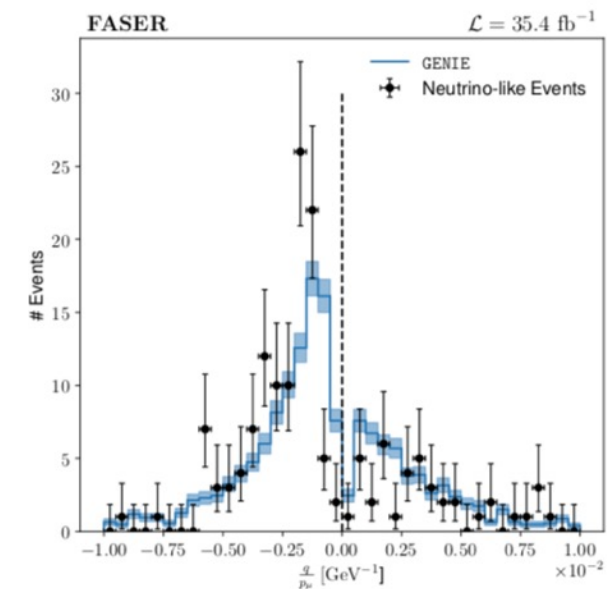 FASER
ℒ = 35.4 fb⁻¹
GENIE
Neutrino-like Events
# Events
30
25
20
15
10
5
0
−1.00 −0.75 −0.50 −0.25 0.00 0.25 0.50 0.75 1.00
×10⁻²
q/pμ [GeV⁻¹]